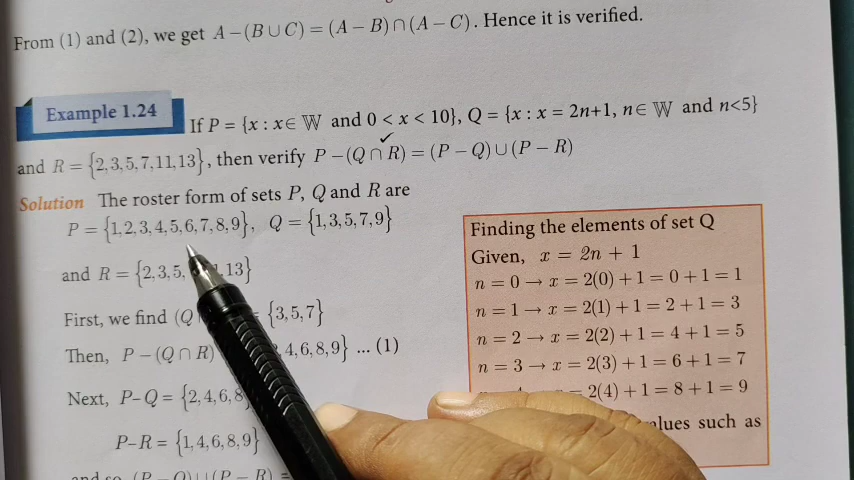 From (1) and (2), we get A−(B∪C) = (A−B)∩(A−C). Hence it is verified.
Example 1.24
If P = {x : x∈ 𝕎 and 0 < x < 10}, Q = {x : x = 2n+1, n∈ 𝕎 and n<5}
and R = {2,3,5,7,11,13}, then verify P−(Q∩R) = (P−Q)∪(P−R)
Solution The roster form of sets P, Q and R are
P = {1,2,3,4,5,6,7,8,9}, Q = {1,3,5,7,9}
and R = {2,3,5, ,13}
First, we find (Q = {3,5,7}
Then, P−(Q∩R) 4,6,8,9} ... (1)
Next, P−Q = {2,4,6,8
P−R = {1,4,6,8,9}
and so (P−Q)∪(P−R) =
Finding the elements of set Q
Given, x = 2n + 1
n = 0 → x = 2(0) + 1 = 0 + 1 = 1
n = 1 → x = 2(1) + 1 = 2 + 1 = 3
n = 2 → x = 2(2) + 1 = 4 + 1 = 5
n = 3 → x = 2(3) + 1 = 6 + 1 = 7
= 2(4) + 1 = 8 + 1 = 9
such as